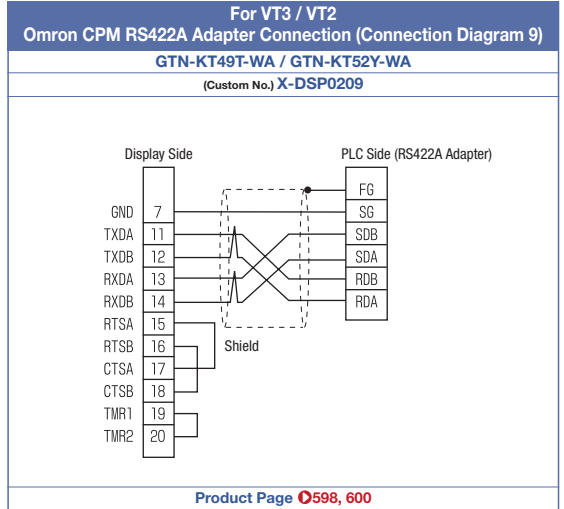 For VT3 / VT2
Omron CPM RS422A Adapter Connection (Connection Diagram 9)
GTN-KT49T-WA / GTN-KT52Y-WA
(Custom No.) X-DSP0209
Display Side
PLC Side (RS422A Adapter)
FG
GND 7 SG
TXDA 11 SDB
TXDB 12 SDA
RXDA 13 RDB
RXDB 14 RDA
RTSA 15
RTSB 16 Shield
CTSA 17
CTSB 18
TMR1 19
TMR2 20
Product Page 598, 600